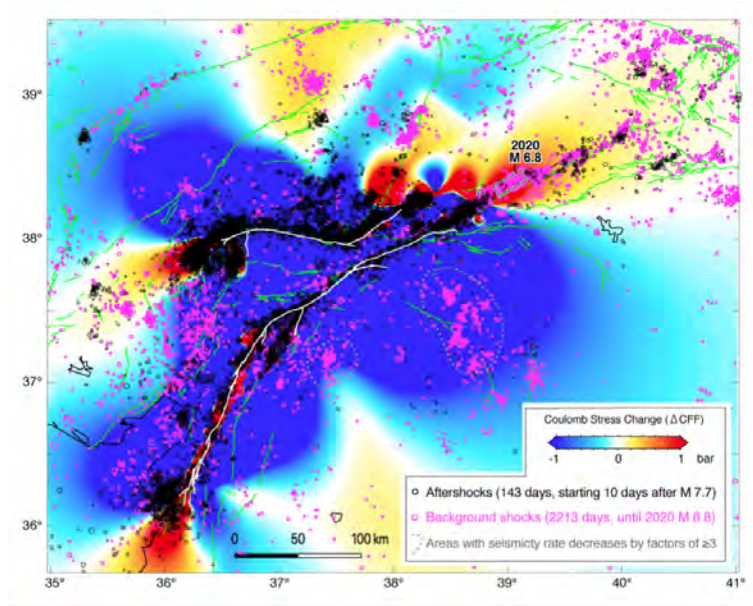 39°
2020
M 6.8
38°
37°
Coulomb Stress Change (ΔCFF)
-1 0 1 bar
Aftershocks (143 days, starting 10 days after M 7.7)
Background shocks (2213 days, until 2020 M 6.8)
Areas with seismicty rate decreases by factors of ≥3
36°
0 50 100 km
35° 36° 37° 38° 39° 40° 41°